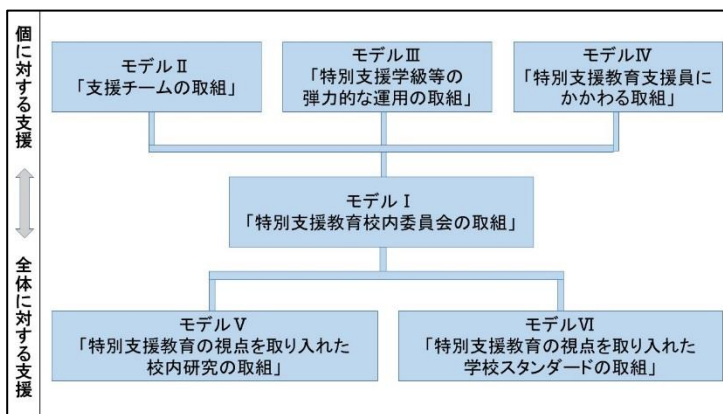 個に対する支援
全体に対する支援
モデルⅡ
「支援チームの取組」
モデルⅢ
「特別支援学級等の
弾力的な運用の取組」
モデルⅣ
「特別支援教育支援員に
かかわる取組」
モデルⅠ
「特別支援教育校内委員会の取組」
モデルⅤ
「特別支援教育の視点を取り入れた
校内研究の取組」
モデルⅥ
「特別支援教育の視点を取り入れた
学校スタンダードの取組」